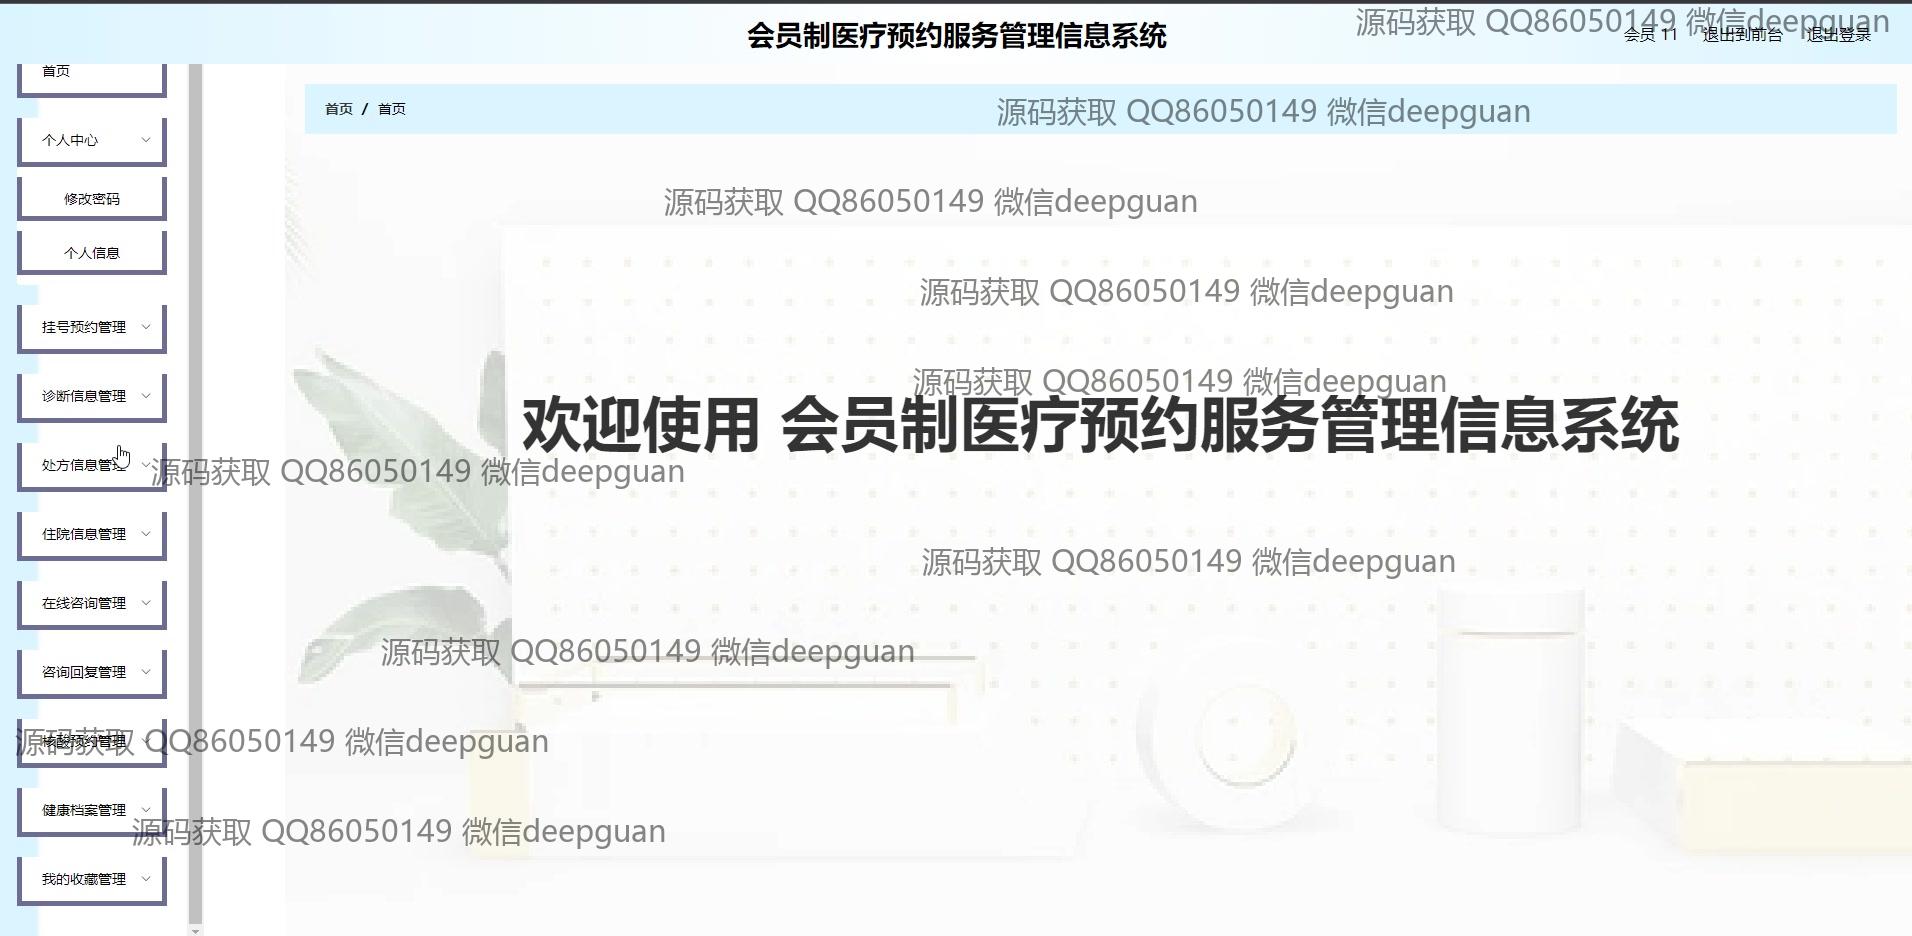 会员制医疗预约服务管理信息系统
源码获取 QQ86050149 微信deepguan
会员 11 退出到前台 退出登录
首页
首页 / 首页
源码获取 QQ86050149 微信deepguan
个人中心
修改密码
源码获取 QQ86050149 微信deepguan
个人信息
源码获取 QQ86050149 微信deepguan
挂号预约管理
源码获取 QQ86050149 微信deepguan
诊断信息管理
欢迎使用 会员制医疗预约服务管理信息系统
处方信息管理
源码获取 QQ86050149 微信deepguan
住院信息管理
源码获取 QQ86050149 微信deepguan
在线咨询管理
源码获取 QQ86050149 微信deepguan
咨询回复管理
核酸预约管理
源码获取 QQ86050149 微信deepguan
健康档案管理
源码获取 QQ86050149 微信deepguan
我的收藏管理